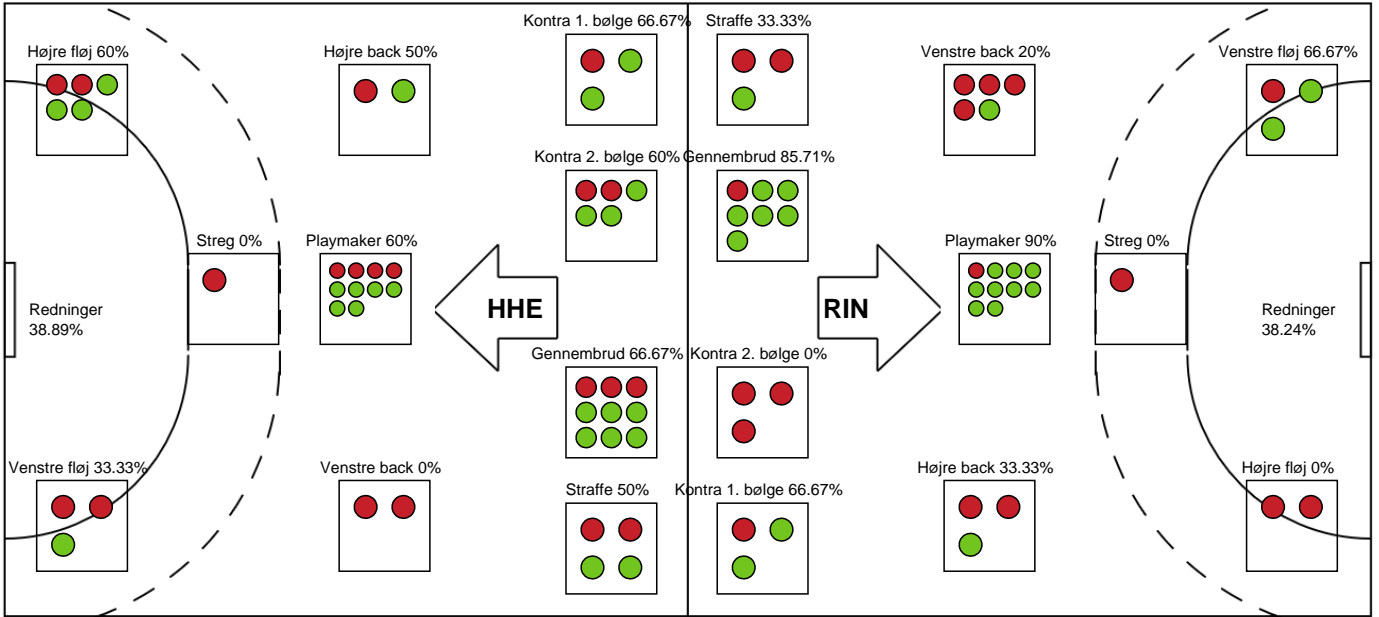 Kontra 1. bølge 66.67%
Straffe 33.33%
Højre fløj 60%
Højre back 50%
Venstre back 20%
Venstre fløj 66.67%
Kontra 2. bølge 60%
Gennembrud 85.71%
Streg 0%
Playmaker 60%
Playmaker 90%
Streg 0%
Redninger
38.89%
HHE
RIN
Redninger
38.24%
Gennembrud 66.67%
Kontra 2. bølge 0%
Venstre fløj 33.33%
Venstre back 0%
Straffe 50%
Kontra 1. bølge 66.67%
Højre back 33.33%
Højre fløj 0%